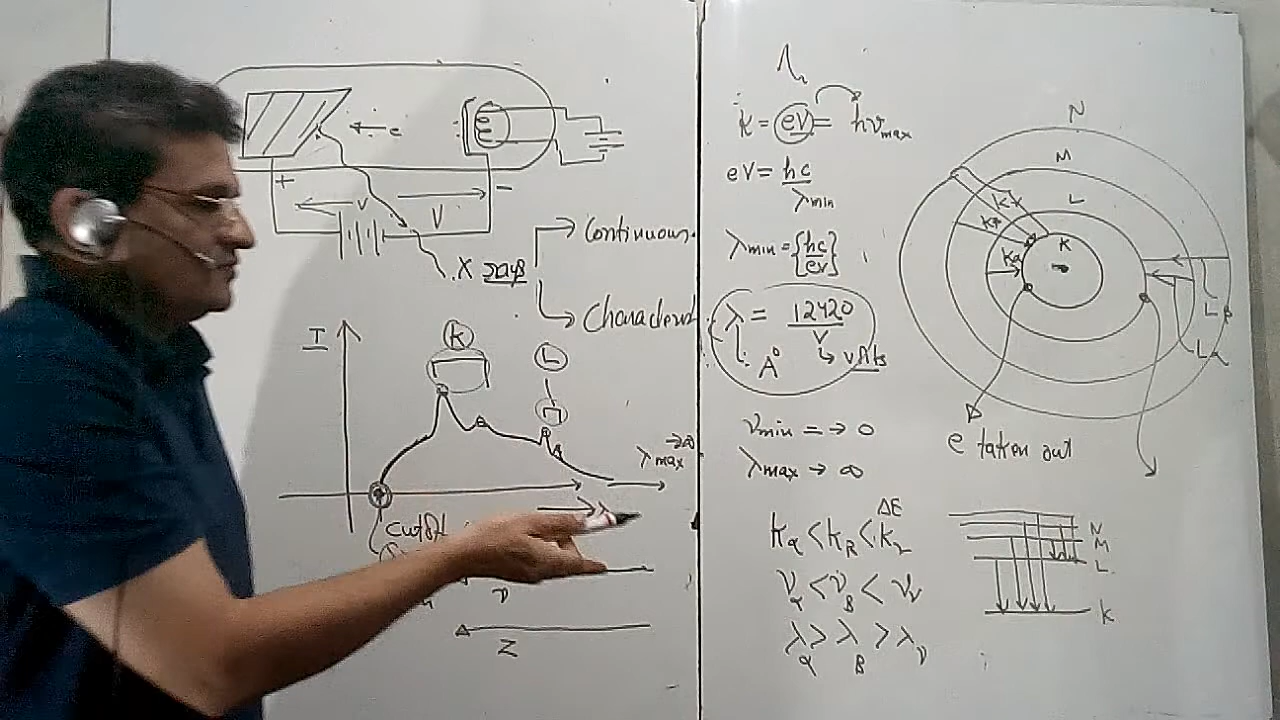 e
+
-
V
V
X rays
Continuous.
Characterst
I
K
L
λmax →∞
λ
Cutoff
ν
Z
K = eV = hνmax
eV = hc / λmin
λmin = {hc / eV}
λ = 12420 / V
A° volts
νmin = → 0
λmax → ∞
ΔE
Kα < Kβ < Kγ
να < νβ < νγ
λα > λβ > λγ
N
M
L
K
Kγ
Kβ
Kα
Lβ
Lα
e taken out
N
M
L
K